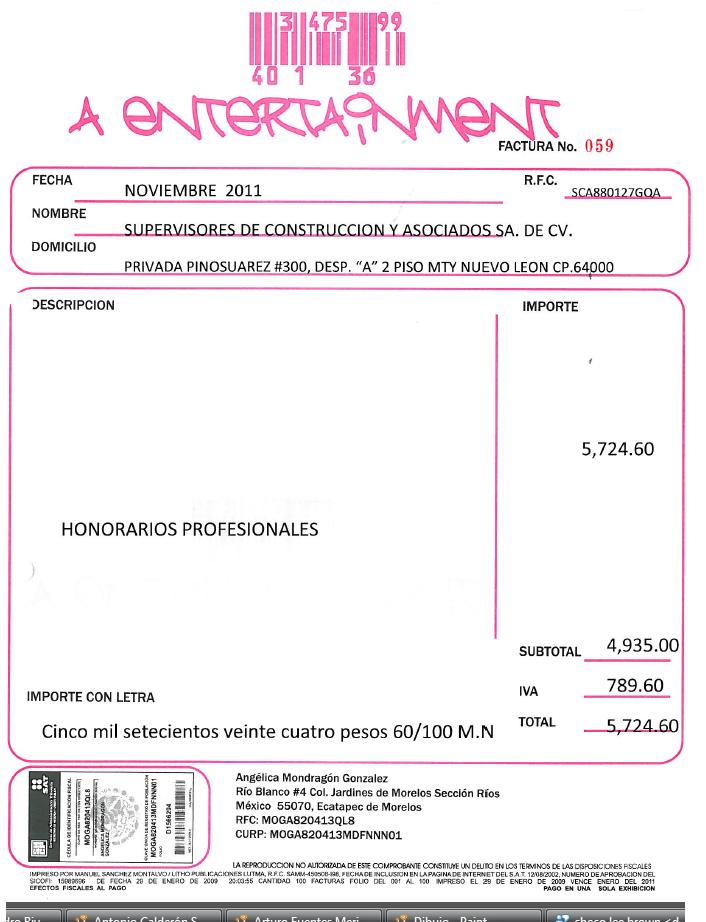 3 475 99
40 1 36
A ENTERTAiNMENT
FACTURA No. 059
FECHA
NOVIEMBRE 2011
R.F.C.
SCA880127GQA
NOMBRE
SUPERVISORES DE CONSTRUCCION Y ASOCIADOS SA. DE CV.
DOMICILIO
PRIVADA PINOSUAREZ #300, DESP. “A” 2 PISO MTY NUEVO LEON CP.64000
DESCRIPCION
IMPORTE
5,724.60
HONORARIOS PROFESIONALES
SUBTOTAL 4,935.00
IVA 789.60
TOTAL 5,724.60
IMPORTE CON LETRA
Cinco mil setecientos veinte cuatro pesos 60/100 M.N
SAT
CÉDULA DE IDENTIFICACIÓN FISCAL
MOGA820413QL8
MOGA820413MDFNNN01
D1566294
Angélica Mondragón Gonzalez
Río Blanco #4 Col. Jardines de Morelos Sección Ríos
México 55070, Ecatapec de Morelos
RFC: MOGA820413QL8
CURP: MOGA820413MDFNNN01
LA REPRODUCCION NO AUTORIZADA DE ESTE COMPROBANTE CONSTITUYE UN DELITO EN LOS TERMINOS DE LAS DISPOSICIONES FISCALES
IMPRESO POR MANUEL SANCHEZ MONTALVO / LITHO PUBLICACIONES LUTMA, R.F.C. SAMM-450508-I98, FECHA DE INCLUSION EN LA PAGINA DE INTERNET DEL S.A.T. 12/08/2002, NUMERO DE APROBACION DEL
SICOFI: 15989696 DE FECHA 29 DE ENERO DE 2009 20:03:55 CANTIDAD 100 FACTURAS FOLIO DEL 001 AL 100 IMPRESO EL 29 DE ENERO DE 2009 VENCE ENERO DEL 2011
EFECTOS FISCALES AL PAGO
PAGO EN UNA SOLA EXHIBICION
Antonio Calderón S
Arturo Fuentes Meri
Dibujo - Paint
choco lee brown <d